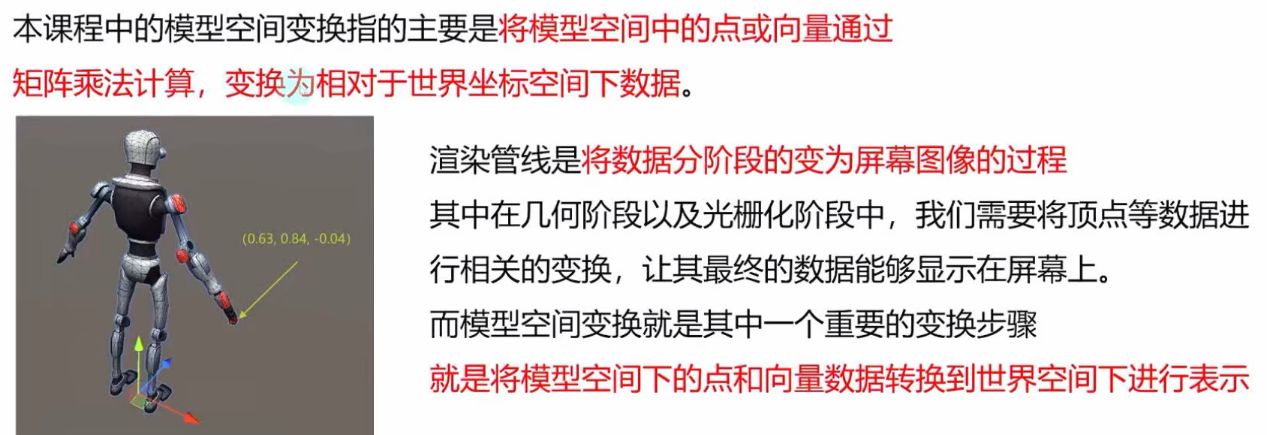 本课程中的模型空间变换指的主要是将模型空间中的点或向量通过
矩阵乘法计算，变换为相对于世界坐标空间下数据。
渲染管线是将数据分阶段的变为屏幕图像的过程
其中在几何阶段以及光栅化阶段中，我们需要将顶点等数据进
行相关的变换，让其最终的数据能够显示在屏幕上。
而模型空间变换就是其中一个重要的变换步骤
就是将模型空间下的点和向量数据转换到世界空间下进行表示
(0.63, 0.84, -0.04)